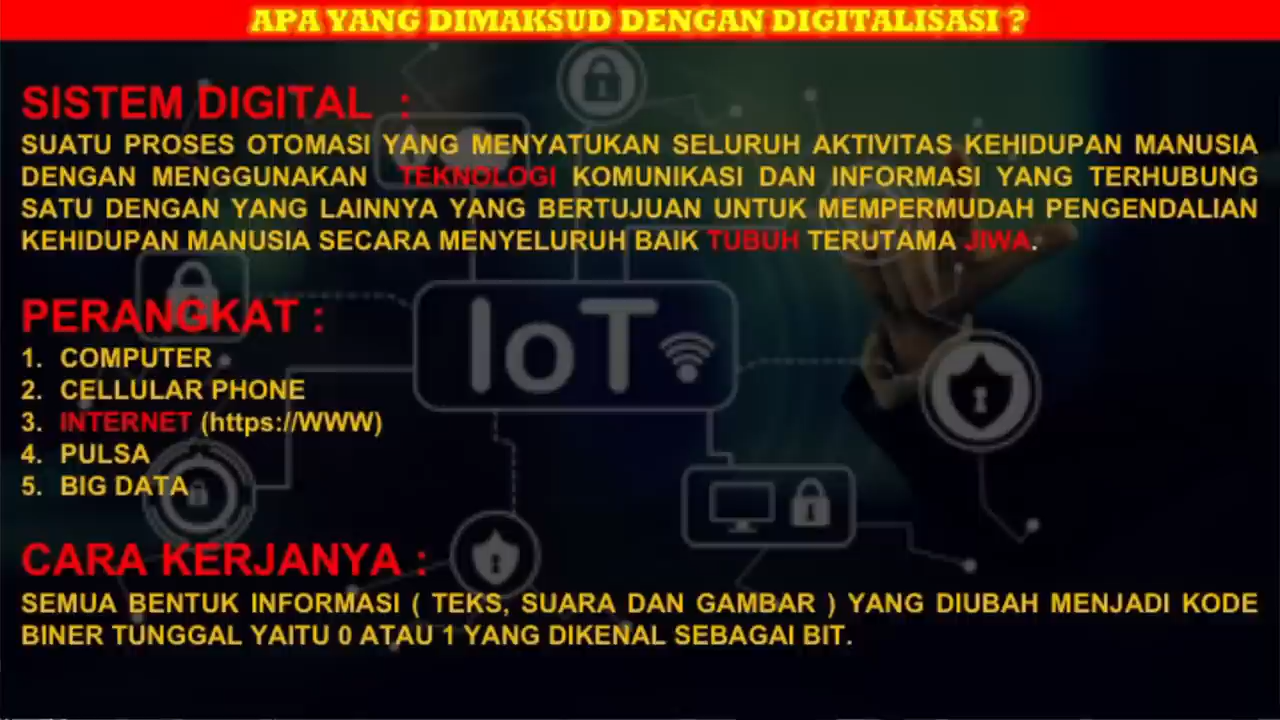 APA YANG DIMAKSUD DENGAN DIGITALISASI ?
SISTEM DIGITAL :
SUATU PROSES OTOMASI YANG MENYATUKAN SELURUH AKTIVITAS KEHIDUPAN MANUSIA
DENGAN MENGGUNAKAN TEKNOLOGI KOMUNIKASI DAN INFORMASI YANG TERHUBUNG
SATU DENGAN YANG LAINNYA YANG BERTUJUAN UNTUK MEMPERMUDAH PENGENDALIAN
KEHIDUPAN MANUSIA SECARA MENYELURUH BAIK TUBUH TERUTAMA JIWA.
PERANGKAT :
1. COMPUTER
2. CELLULAR PHONE
3. INTERNET (https://WWW)
4. PULSA
5. BIG DATA
IoT
CARA KERJANYA :
SEMUA BENTUK INFORMASI ( TEKS, SUARA DAN GAMBAR ) YANG DIUBAH MENJADI KODE
BINER TUNGGAL YAITU 0 ATAU 1 YANG DIKENAL SEBAGAI BIT.